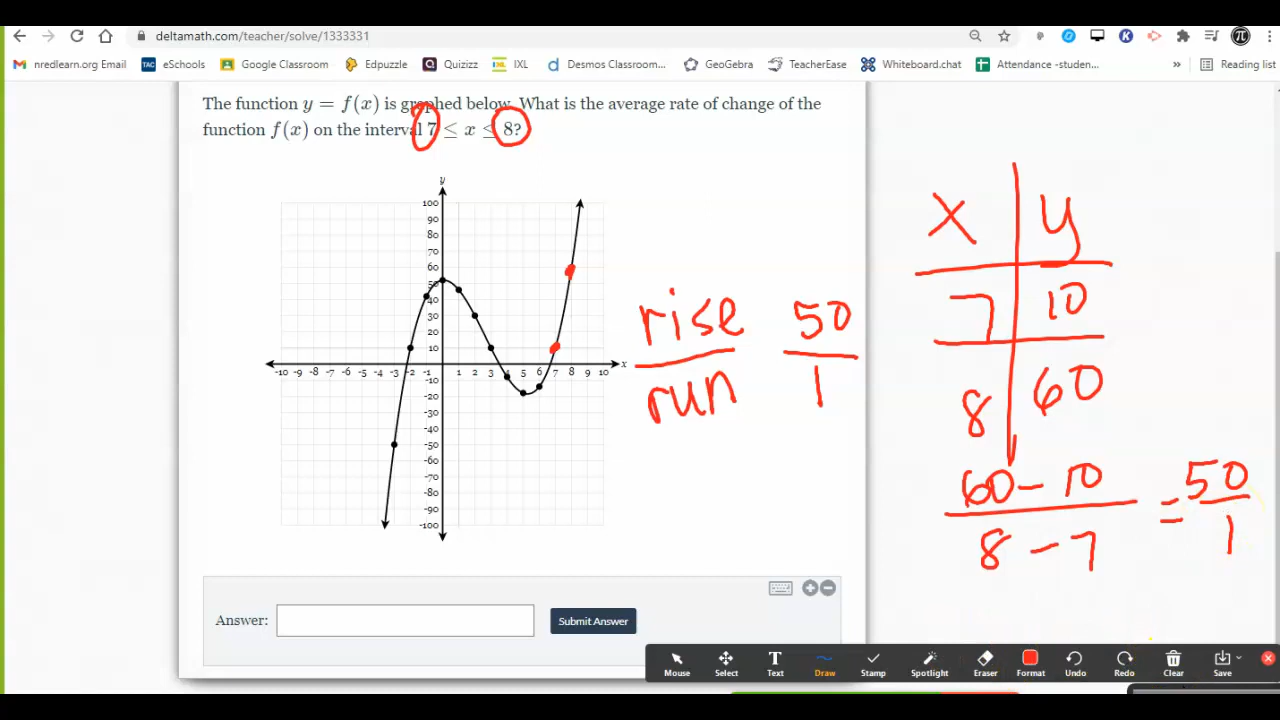 deltamath.com/teacher/solve/1333331
nredlearn.org Email eSchools Google Classroom Edpuzzle Quizizz IXL Desmos Classroom... GeoGebra TeacherEase Whiteboard.chat Attendance -studen... » Reading list
The function y = f(x) is graphed below. What is the average rate of change of the
function f(x) on the interval 7 ≤ x ≤ 8?
y
100
90
80
70
60
50
40
30
20
10
-10 -9 -8 -7 -6 -5 -4 -3 -2 -1 1 2 3 4 5 6 7 8 9 10 x
-10
-20
-30
-40
-50
-60
-70
-80
-90
-100
rise 50
run 1
x y
7 10
8 60
60 - 10 = 50
8 - 7 1
Answer: Submit Answer
Mouse Select Text Draw Stamp Spotlight Eraser Format Undo Redo Clear Save